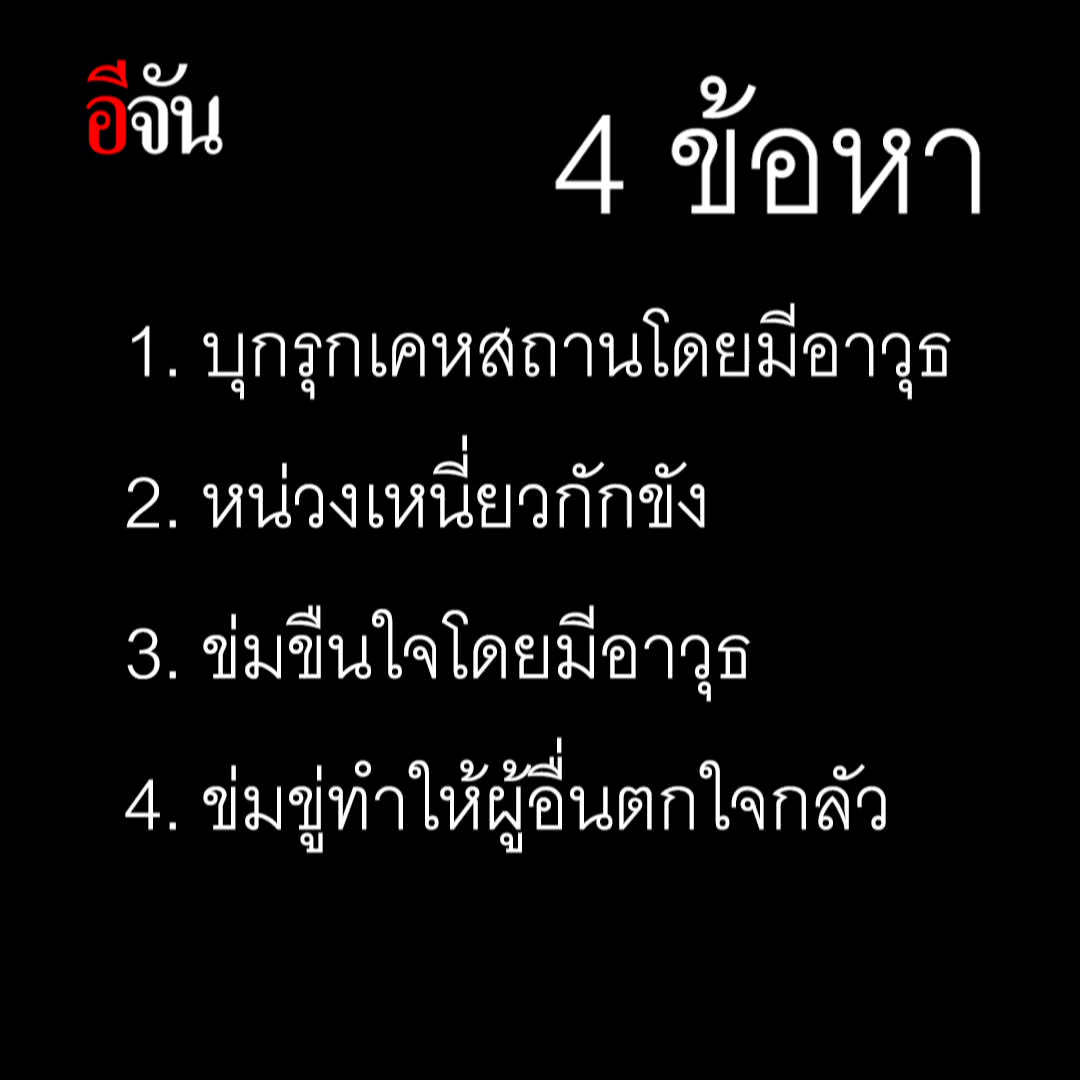 อีจัน
4 ข้อหา
1. บุกรุกเคหสถานโดยมีอาวุธ
2. หน่วงเหนี่ยวกักขัง
3. ข่มขืนใจโดยมีอาวุธ
4. ข่มขู่ทำให้ผู้อื่นตกใจกลัว